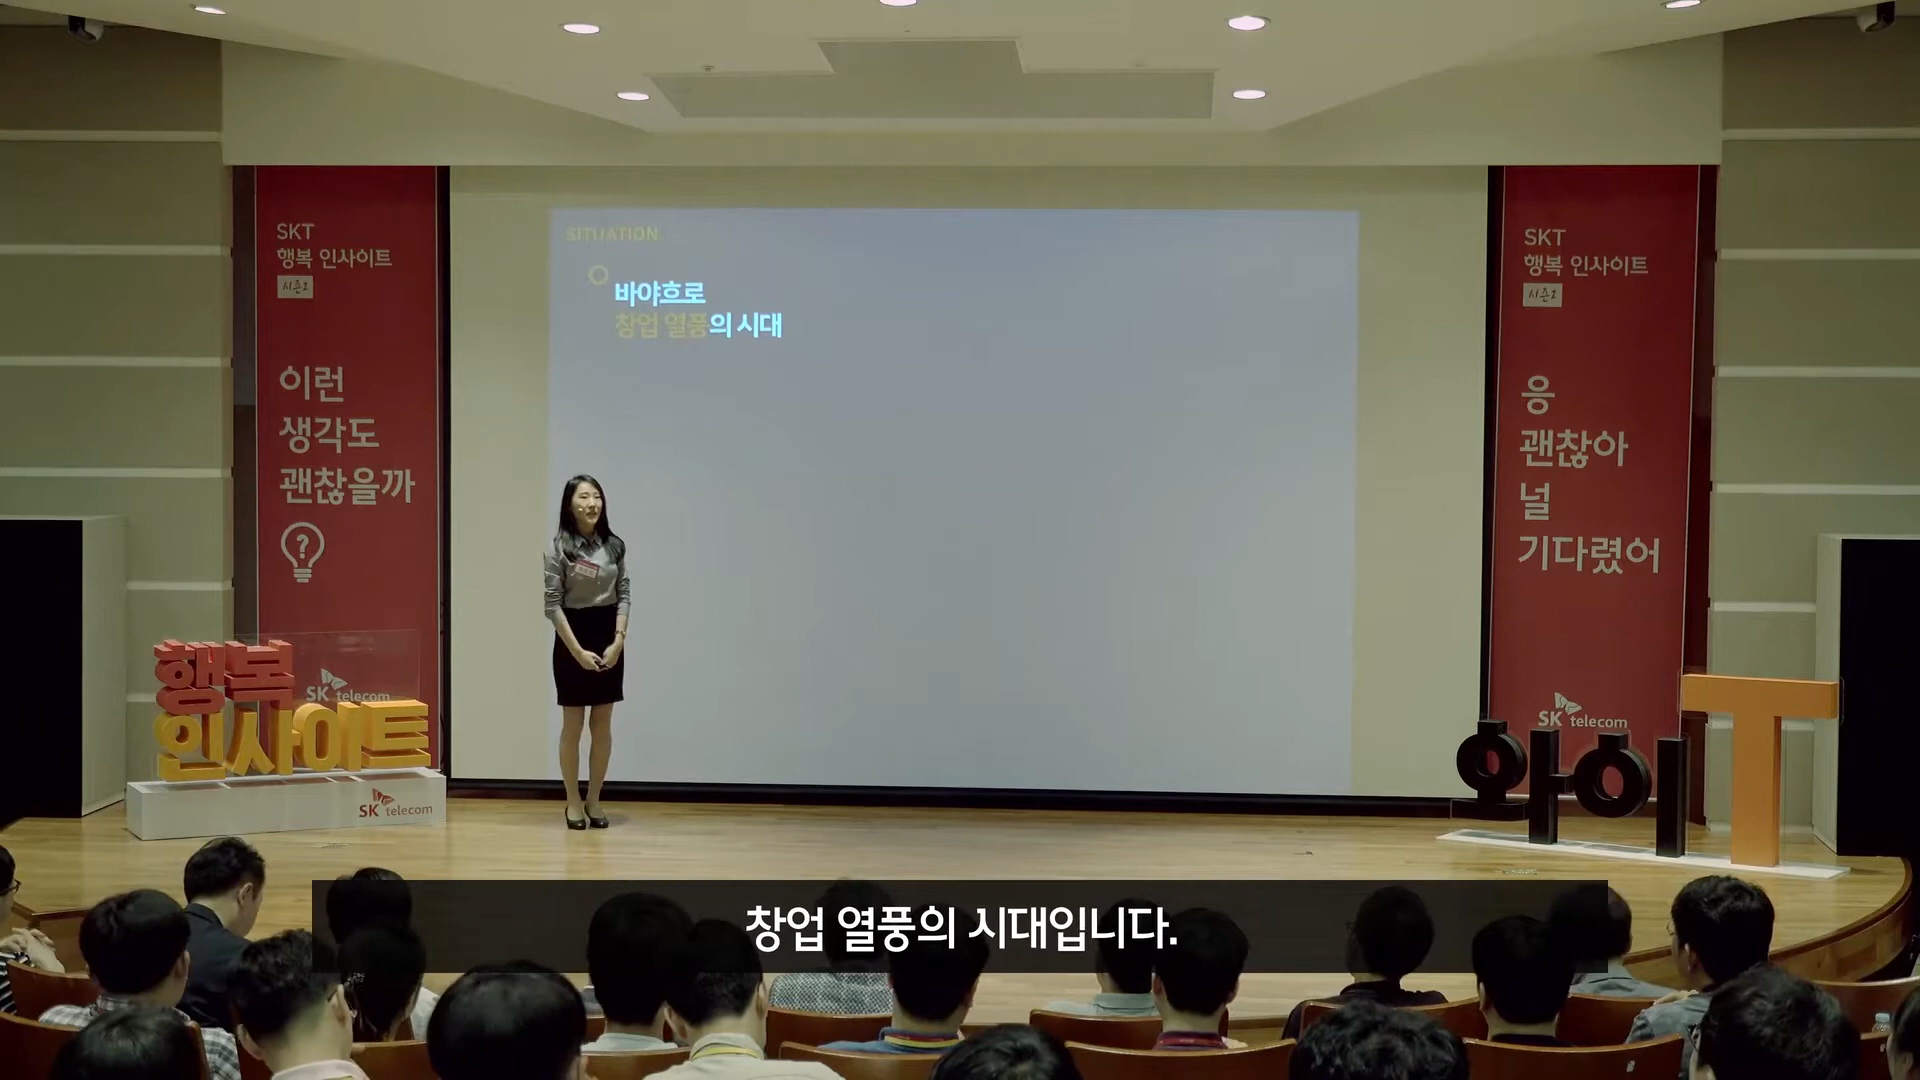 SKT
행복 인사이트
시즌2
이런
생각도
괜찮을까
?
SITUATION.
바야흐로
창업 열풍의 시대
SKT
행복 인사이트
시즌2
응
괜찮아
널
기다렸어
행복
인사이트
SK telecom
SK telecom
SK telecom
와이T
창업 열풍의 시대입니다.